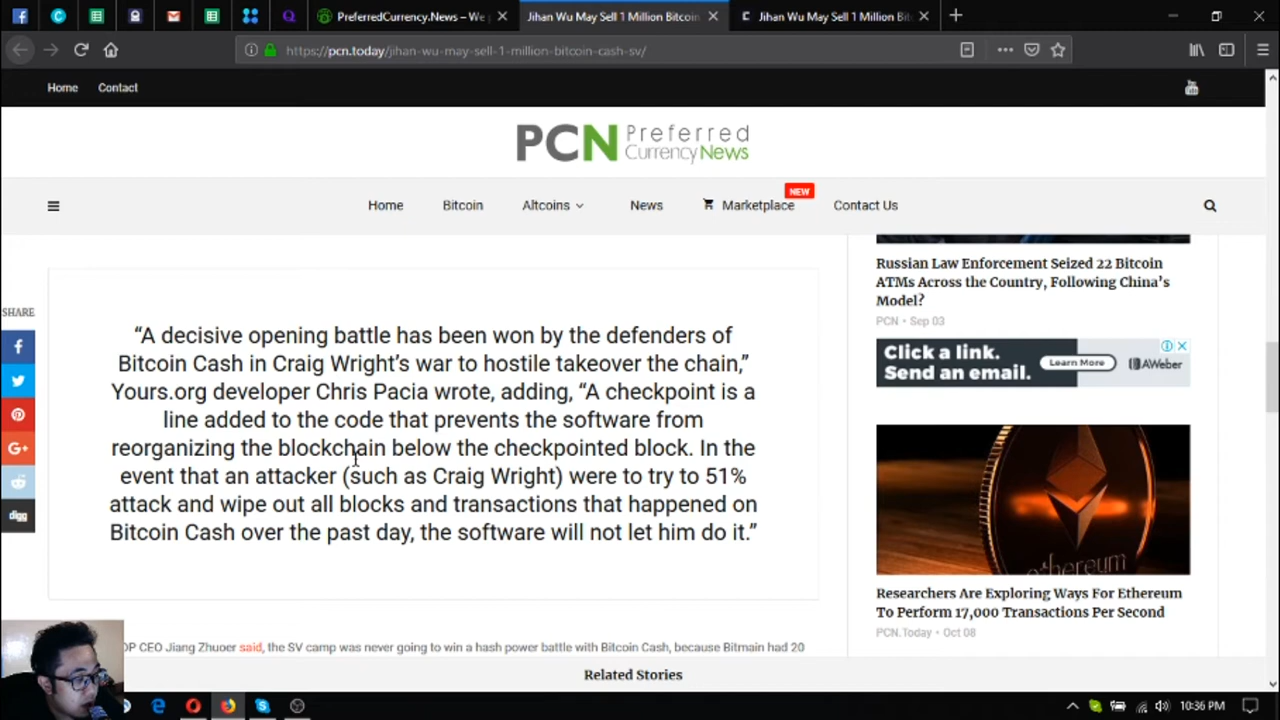 PreferredCurrency.News – We
Jihan Wu May Sell 1 Million Bitcoin
Jihan Wu May Sell 1 Million Bit
https://pcn.today/jihan-wu-may-sell-1-million-bitcoin-cash-sv/
Home Contact
PCN Preferred
CurrencyNews
NEW
Home Bitcoin Altcoins News Marketplace Contact Us
Russian Law Enforcement Seized 22 Bitcoin
ATMs Across the Country, Following China's
Model?
PCN • Sep 03
SHARE
“A decisive opening battle has been won by the defenders of
Bitcoin Cash in Craig Wright’s war to hostile takeover the chain,”
Yours.org developer Chris Pacia wrote, adding, “A checkpoint is a
line added to the code that prevents the software from
reorganizing the blockchain below the checkpointed block. In the
event that an attacker (such as Craig Wright) were to try to 51%
attack and wipe out all blocks and transactions that happened on
Bitcoin Cash over the past day, the software will not let him do it.”
Click a link.
Send an email.
Learn More
AWeber
ethereum
Researchers Are Exploring Ways For Ethereum
To Perform 17,000 Transactions Per Second
PCN.Today • Oct 08
G+
digg
OP CEO Jiang Zhuoer said, the SV camp was never going to win a hash power battle with Bitcoin Cash, because Bitmain had 20
Related Stories
10:36 PM